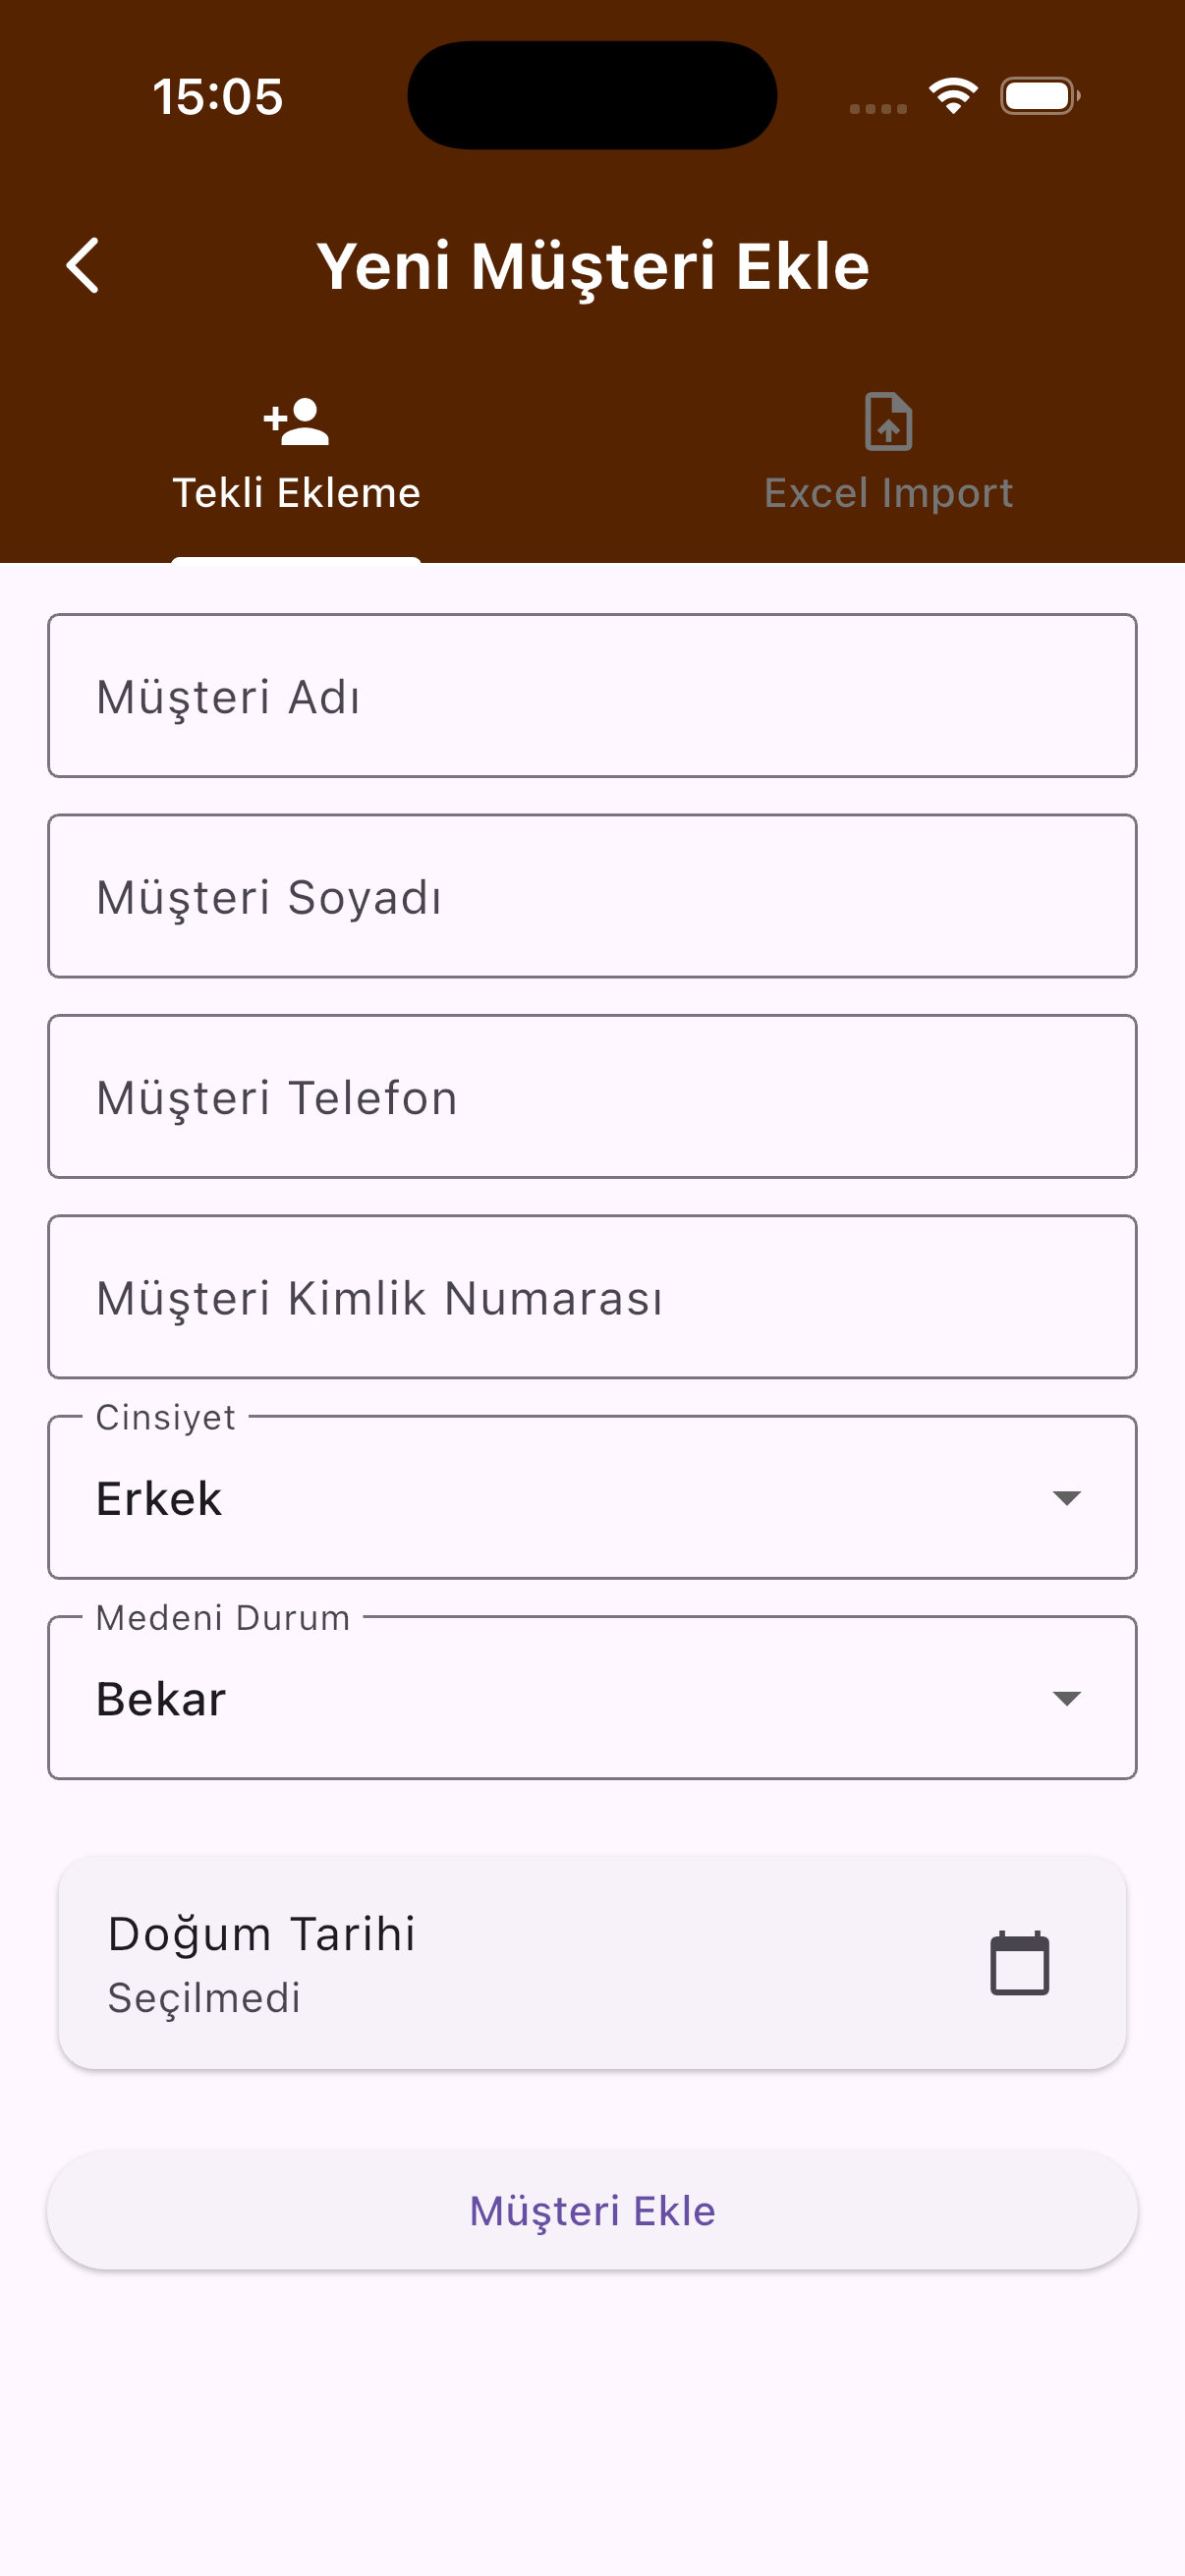 15:05
Yeni Müşteri Ekle
Tekli Ekleme
Excel Import
Müşteri Adı
Müşteri Soyadı
Müşteri Telefon
Müşteri Kimlik Numarası
Cinsiyet
Erkek
Medeni Durum
Bekar
Doğum Tarihi
Seçilmedi
Müşteri Ekle